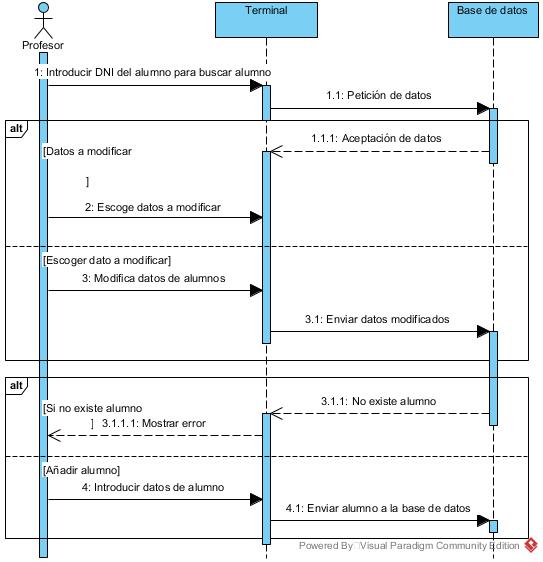 Terminal
Base de datos
Profesor
1: Introducir DNI del alumno para buscar alumno
1.1: Petición de datos
alt
1.1.1: Aceptación de datos
[Datos a modificar
]
2: Escoge datos a modificar
[Escoger dato a modificar]
3: Modifica datos de alumnos
3.1: Enviar datos modificados
alt
3.1.1: No existe alumno
[Si no existe alumno
] 3.1.1.1: Mostrar error
[Añadir alumno]
4: Introducir datos de alumno
4.1: Enviar alumno a la base de datos
Powered By Visual Paradigm Community Edition